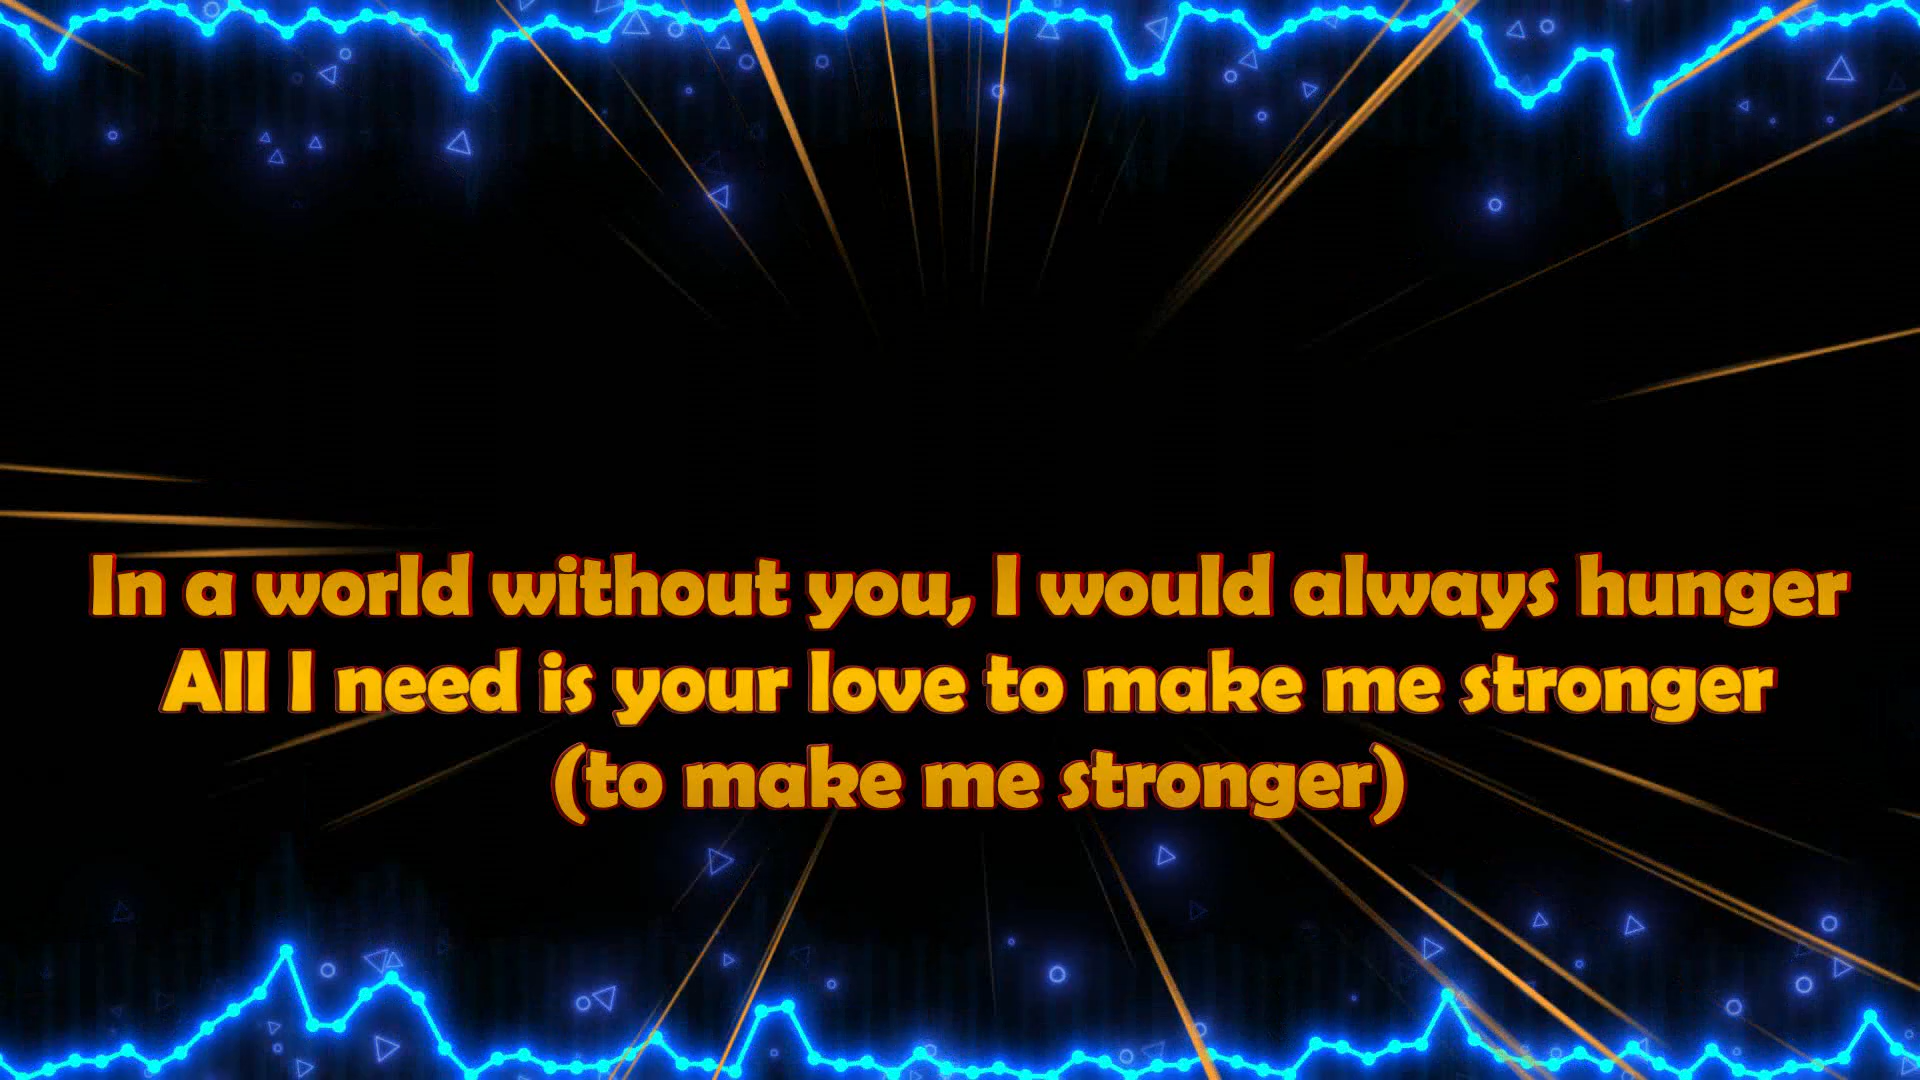 In a world without you, I would always hunger
All I need is your love to make me stronger
(to make me stronger)